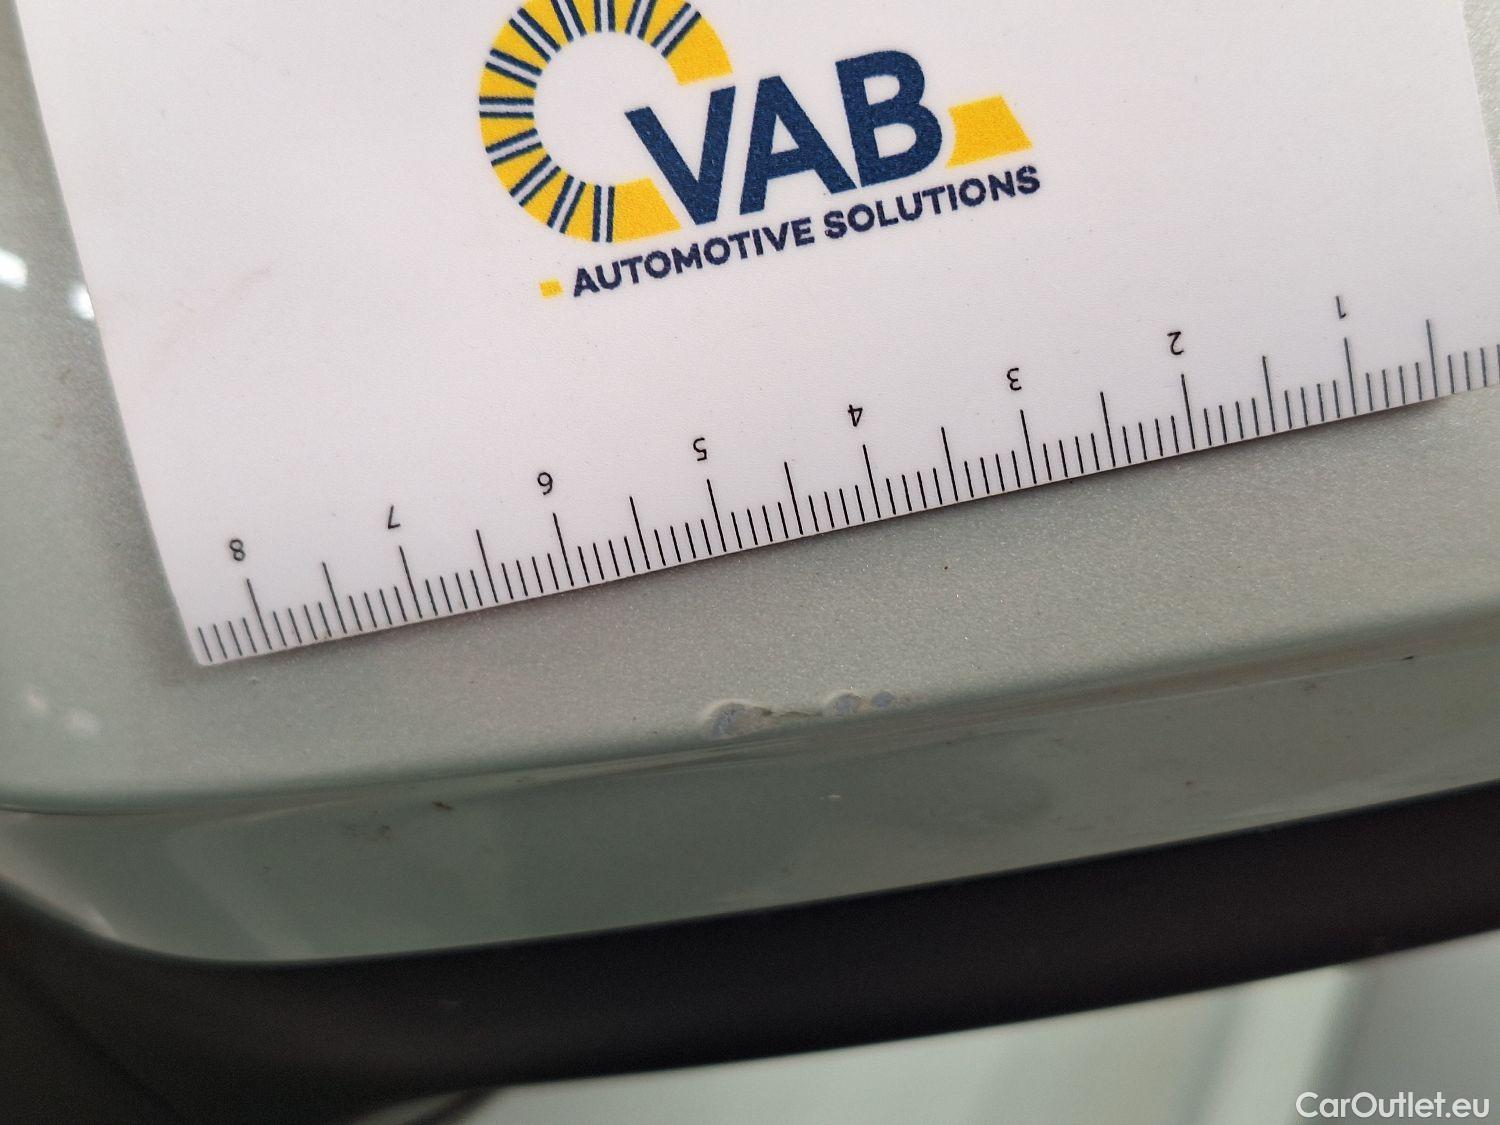 VAB
AUTOMOTIVE SOLUTIONS
8 7 6 5 4 3 2 1
CarOutlet.eu